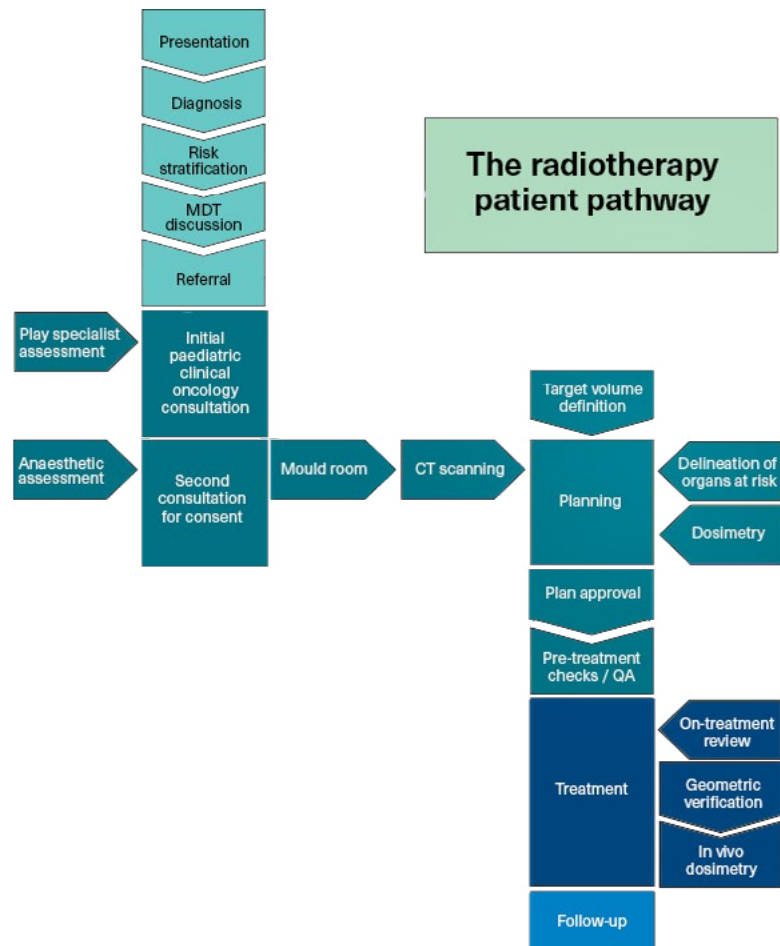 Presentation
Diagnosis
Risk
stratification
MDT
discussion
Referral
The radiotherapy
patient pathway
Play specialist
assessment
Initial
paediatric
clinical
oncology
consultation
Anaesthetic
assessment
Second
consultation
for consent
Mould room
CT scanning
Target volume
definition
Planning
Delineation of
organs at risk
Dosimetry
Plan approval
Pre-treatment
checks / QA
Treatment
On-treatment
review
Geometric
verification
In vivo
dosimetry
Follow-up